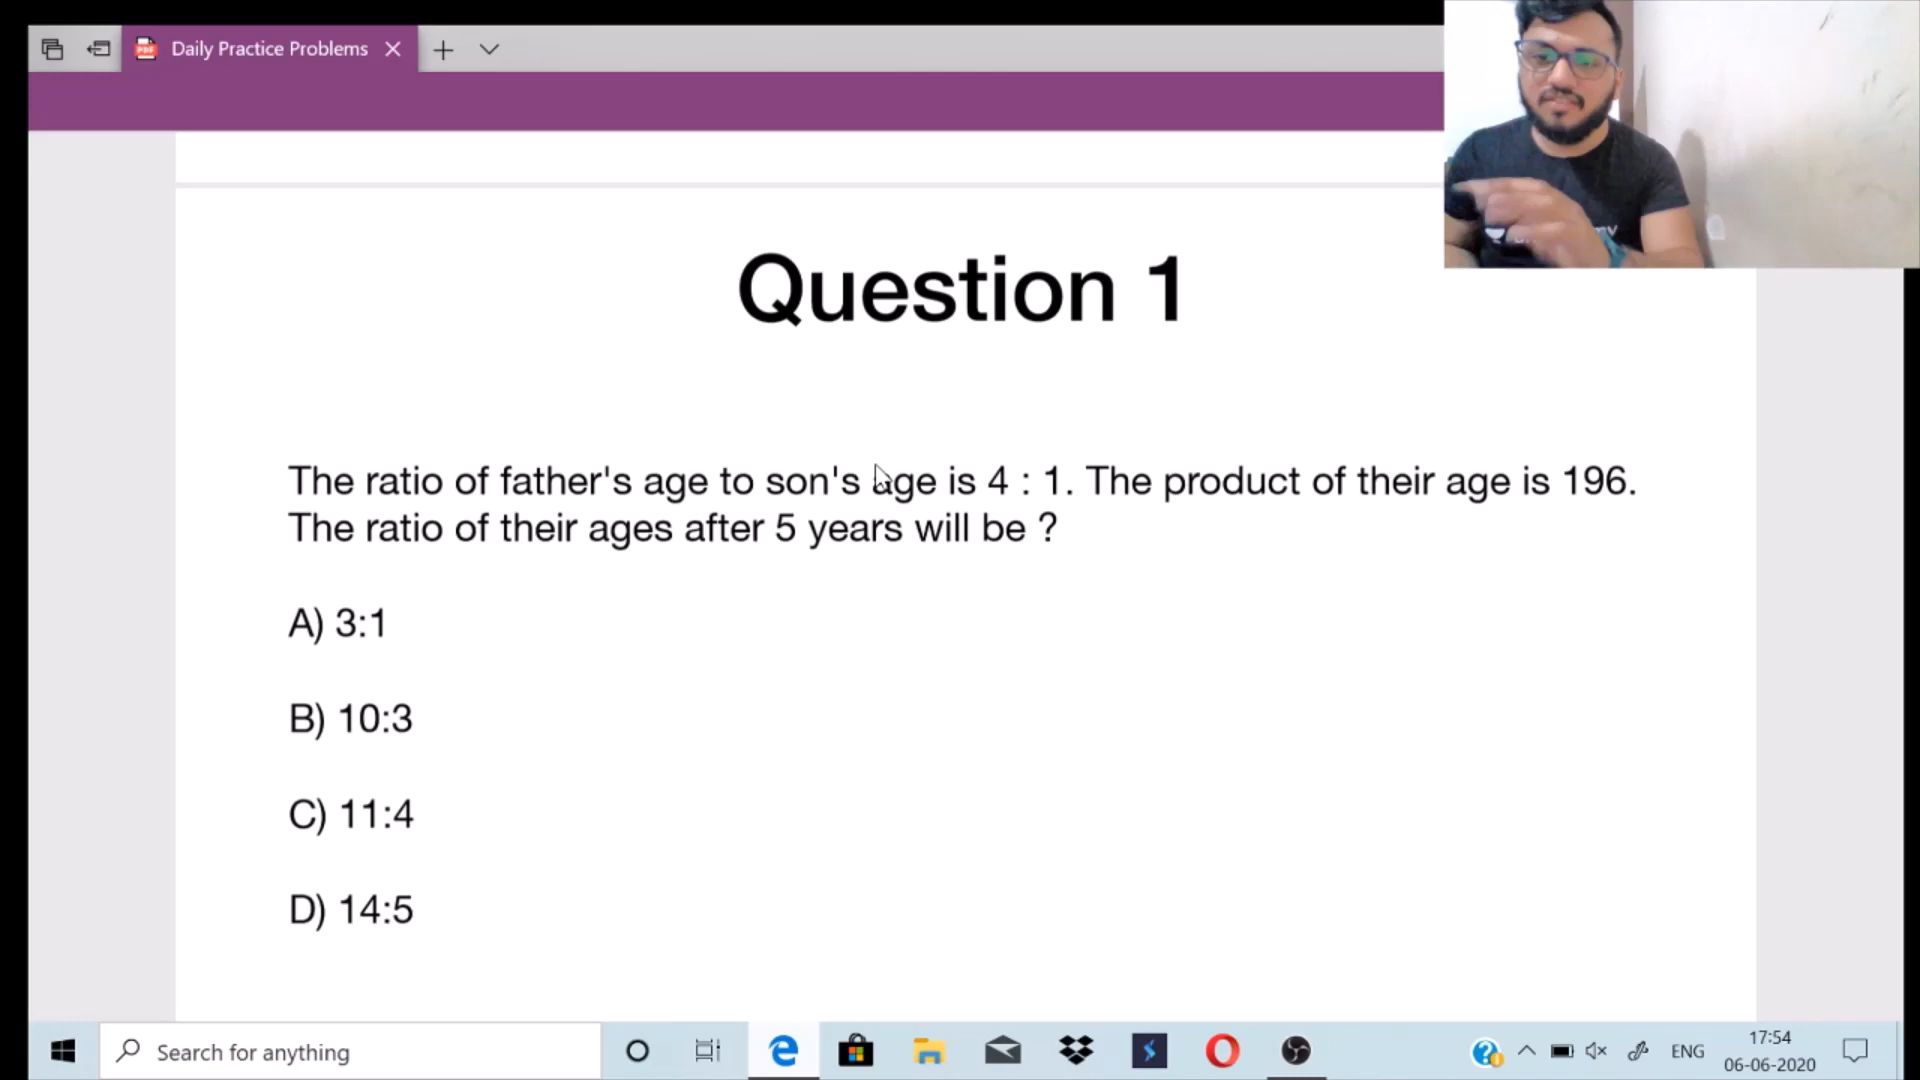 Daily Practice Problems
Question 1
The ratio of father's age to son's age is 4 : 1. The product of their age is 196.
The ratio of their ages after 5 years will be ?
A) 3:1
B) 10:3
C) 11:4
D) 14:5
Search for anything
ENG
17:54
06-06-2020